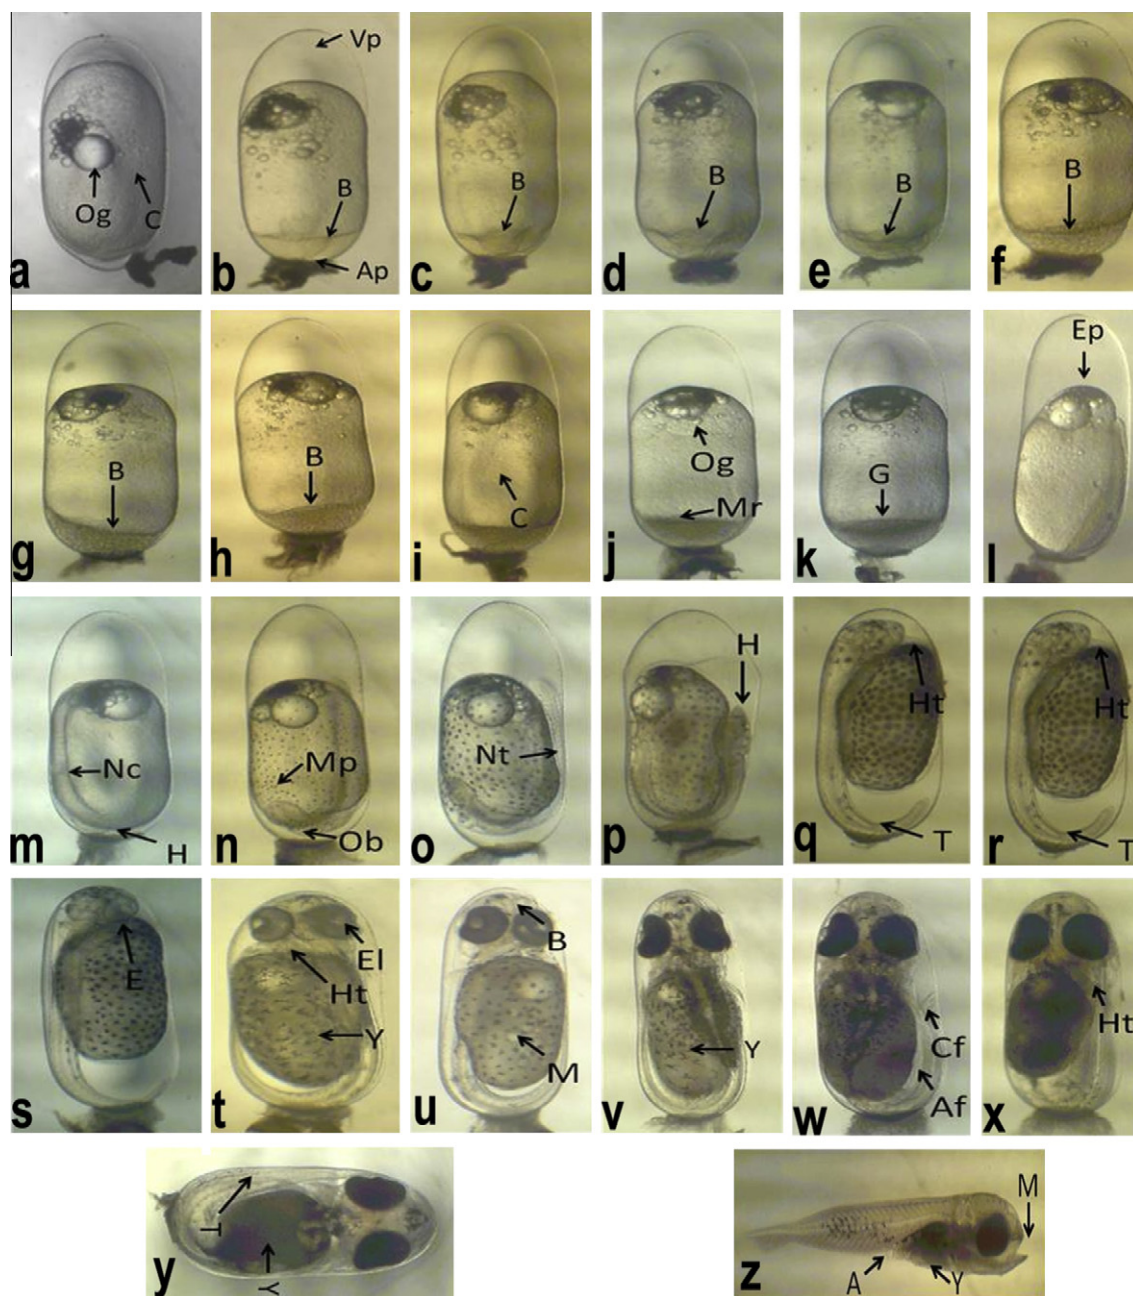 Og C a
Vp B Ap b
B c
B d
B e
B f
B g
B h
C i
Og Mr j
G k
Ep l
Nc H m
Mp Ob n
Nt o
H p
Ht T q
Ht T r
E s
El Ht Y t
B M u
Y v
Cf Af w
Ht x
T Y y
M A Y z